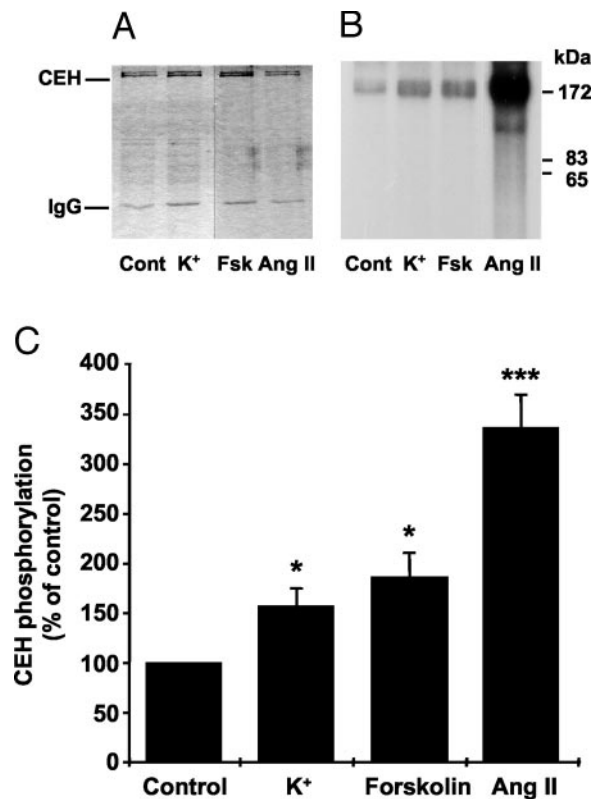 A
B
CEH
IgG
Cont K⁺ Fsk Ang II
kDa
172
83
65
Cont K⁺ Fsk Ang II
C
CEH phosphorylation
(% of control)
400
350
300
250
200
150
100
50
0
*
*
***
Control K⁺ Forskolin Ang II